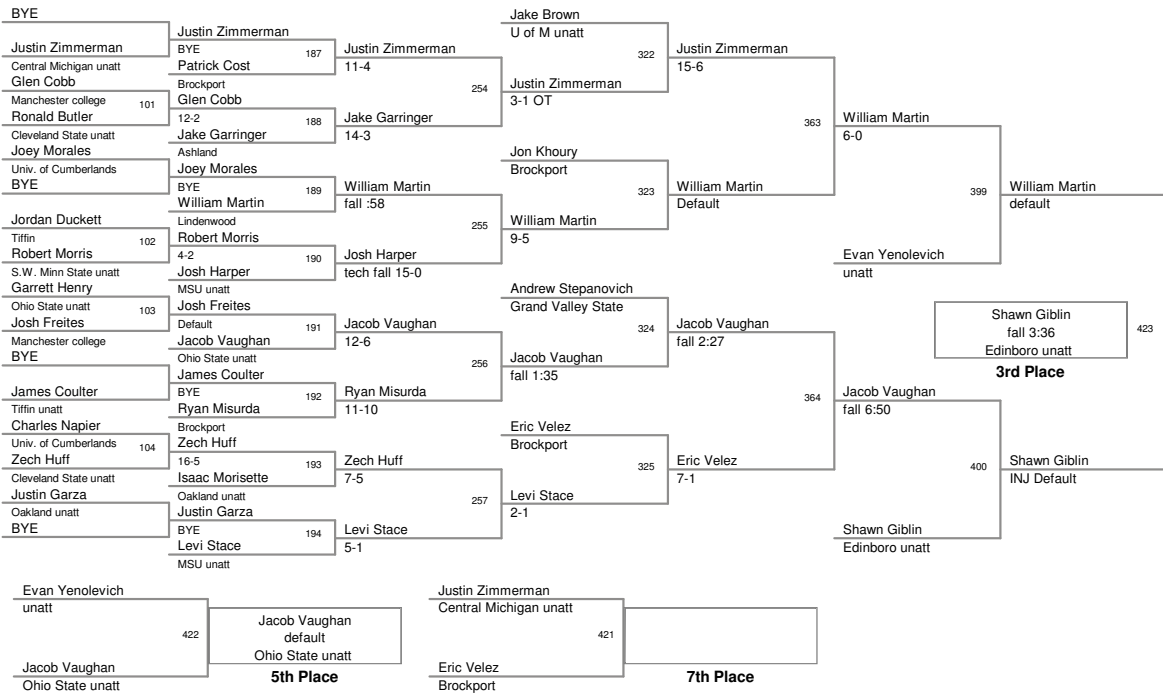 BYE
Justin Zimmerman
Central Michigan unatt
Glen Cobb
Manchester college
101
Ronald Butler
Cleveland State unatt
Joey Morales
Univ. of Cumberlands
BYE
Jordan Duckett
Tiffin
102
Robert Morris
S.W. Minn State unatt
Garrett Henry
Ohio State unatt
103
Josh Freites
Manchester college
BYE
James Coulter
Tiffin unatt
Charles Napier
Univ. of Cumberlands
104
Zech Huff
Cleveland State unatt
Justin Garza
Oakland unatt
BYE
Justin Zimmerman
BYE
187
Patrick Cost
Brockport
Glen Cobb
12-2
188
Jake Garringer
Ashland
Joey Morales
BYE
189
William Martin
Lindenwood
Robert Morris
4-2
190
Josh Harper
MSU unatt
Josh Freites
Default
191
Jacob Vaughan
Ohio State unatt
James Coulter
BYE
192
Ryan Misurda
Brockport
Zech Huff
16-5
193
Isaac Morisette
Oakland unatt
Justin Garza
BYE
194
Levi Stace
MSU unatt
Justin Zimmerman
11-4
254
Jake Garringer
14-3
William Martin
fall :58
255
Josh Harper
tech fall 15-0
Jacob Vaughan
12-6
256
Ryan Misurda
11-10
Zech Huff
7-5
257
Levi Stace
5-1
Jake Brown
U of M unatt
322
Justin Zimmerman
3-1 OT
Jon Khoury
Brockport
323
William Martin
9-5
Andrew Stepanovich
Grand Valley State
324
Jacob Vaughan
fall 1:35
Eric Velez
Brockport
325
Levi Stace
2-1
Justin Zimmerman
15-6
363
William Martin
Default
Jacob Vaughan
fall 2:27
364
Eric Velez
7-1
William Martin
6-0
399
Evan Yenolevich
unatt
Jacob Vaughan
fall 6:50
400
Shawn Giblin
Edinboro unatt
William Martin
default
Shawn Giblin
fall 3:36
423
Edinboro unatt
3rd Place
Shawn Giblin
INJ Default
Evan Yenolevich
unatt
422
Jacob Vaughan
Ohio State unatt
Jacob Vaughan
default
Ohio State unatt
5th Place
Justin Zimmerman
Central Michigan unatt
421
Eric Velez
Brockport
7th Place